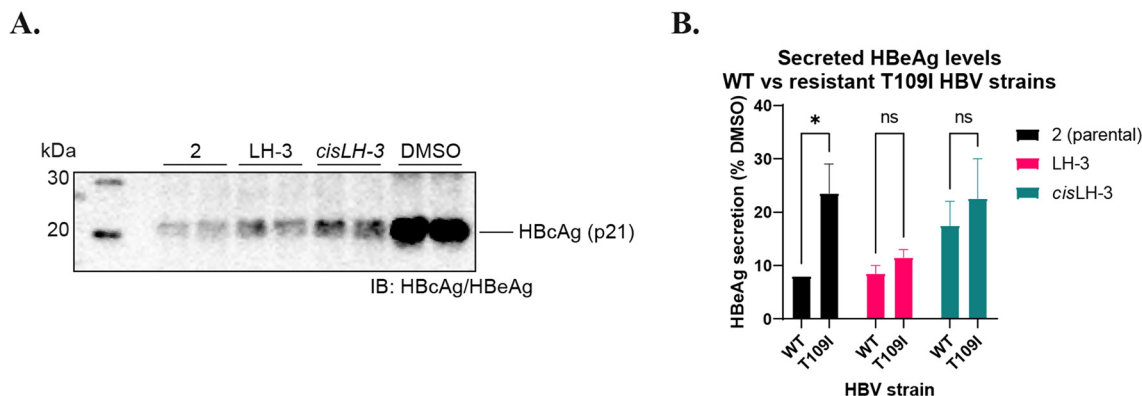 A.
kDa
2 LH-3 cisLH-3 DMSO
30
20
HBcAg (p21)
IB: HBcAg/HBeAg
B.
Secreted HBeAg levels
WT vs resistant T109I HBV strains
HBeAg secretion (% DMSO)
40
30
20
10
0
* ns ns
WT T109I WT T109I WT T109I
HBV strain
2 (parental)
LH-3
cisLH-3